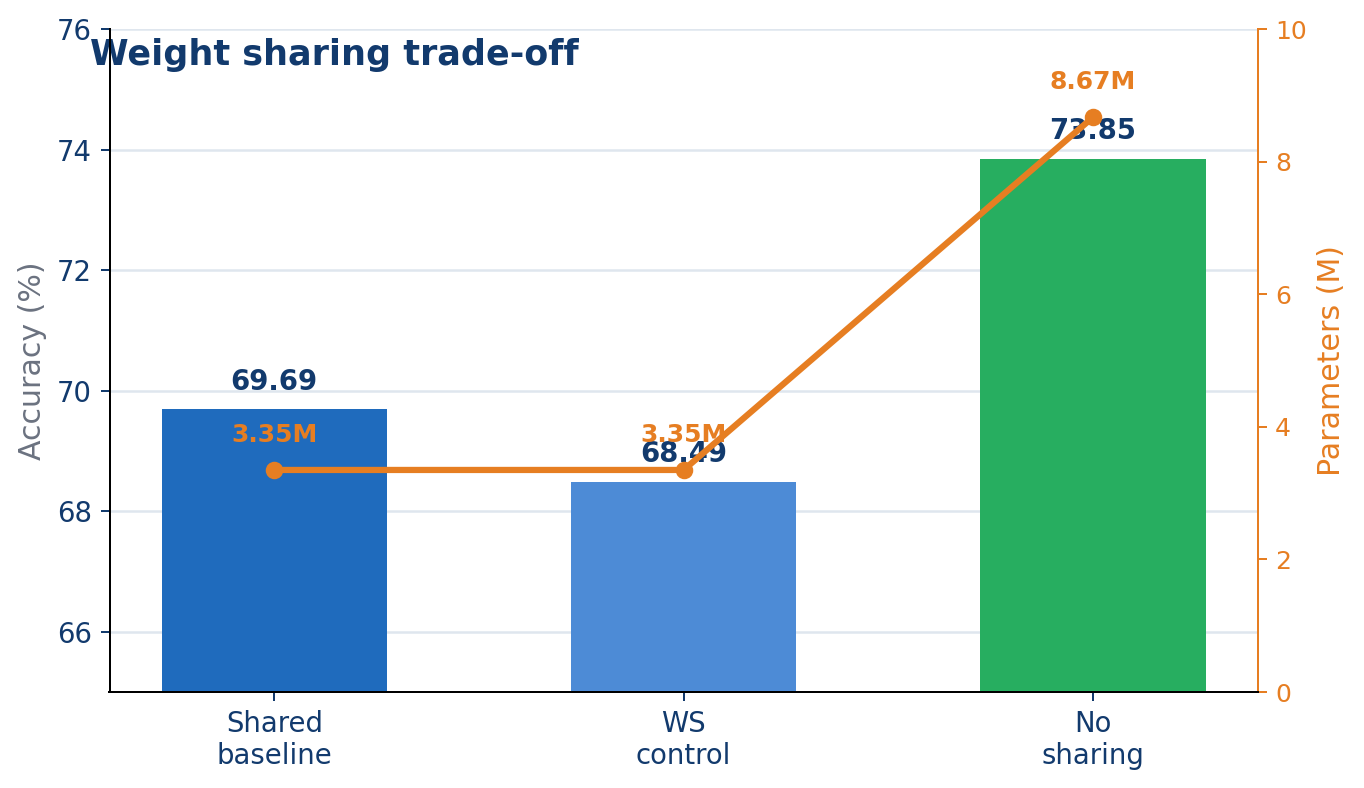 Weight sharing trade-off
76
74
72
70
68
66
Accuracy (%)
10
8
6
4
2
0
Parameters (M)
69.69
3.35M
3.35M
68.49
8.67M
73.85
Shared
baseline
WS
control
No
sharing